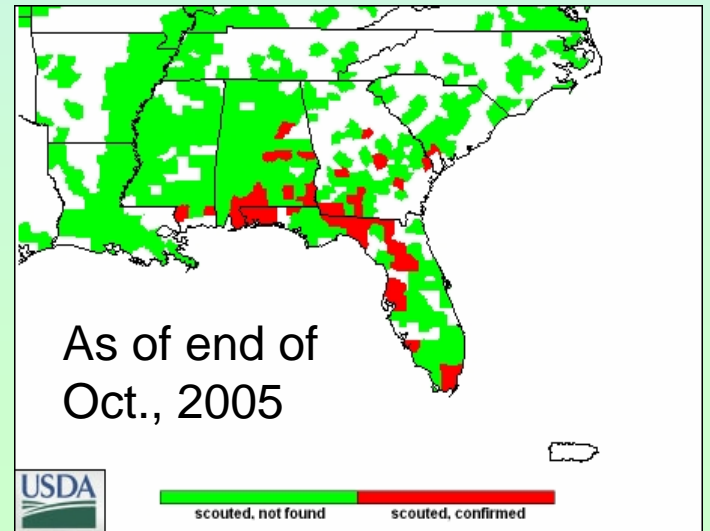 As of end of
Oct., 2005
USDA
scouted, not found
scouted, confirmed